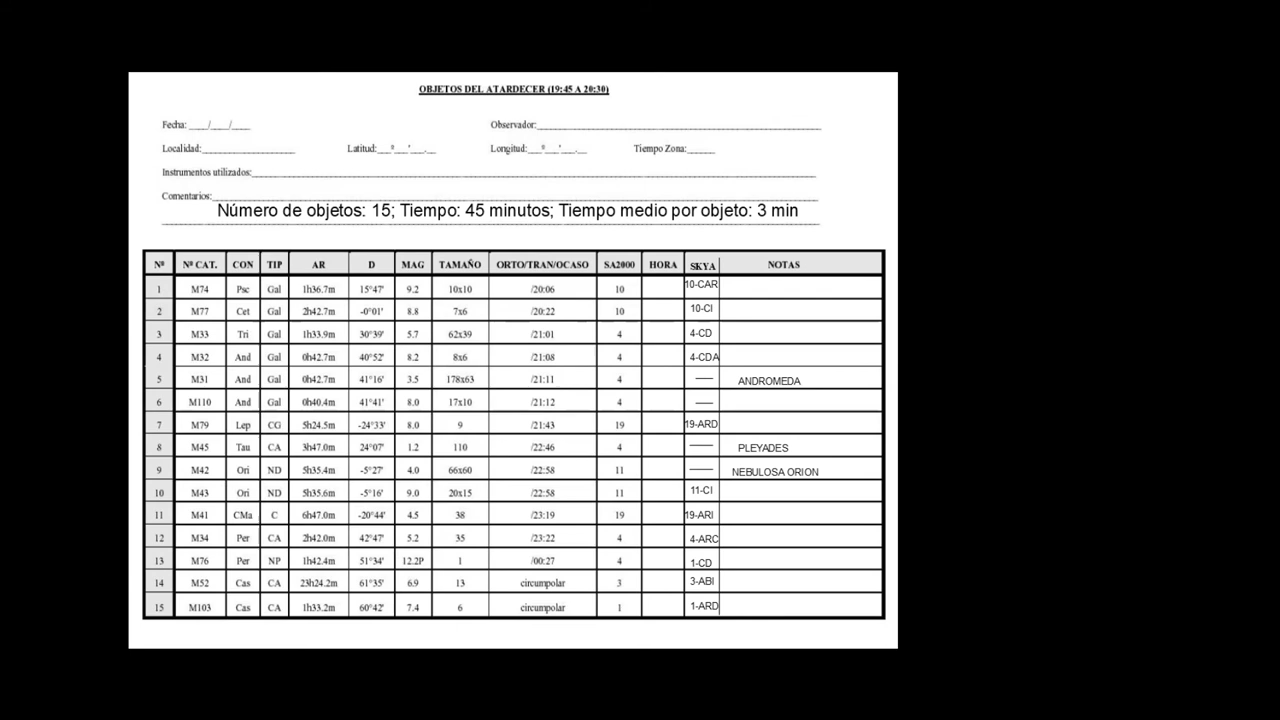 OBJETOS DEL ATARDECER (19:45 A 20:30)
Fecha: ____/____/____ Observador:____
Localidad:____ Latitud:___º___'___.__ Longitud:___º___'___.__ Tiempo Zona:____
Instrumentos utilizados:____
Comentarios:____
Número de objetos: 15; Tiempo: 45 minutos; Tiempo medio por objeto: 3 min
Nº Nº CAT. CON TIP AR D MAG TAMAÑO ORTO/TRAN/OCASO SA2000 HORA SKYA NOTAS
1 M74 Psc Gal 1h36.7m 15°47' 9.2 10x10 /20:06 10 10-CAR
2 M77 Cet Gal 2h42.7m -0°01' 8.8 7x6 /20:22 10 10-CI
3 M33 Tri Gal 1h33.9m 30°39' 5.7 62x39 /21:01 4 4-CD
4 M32 And Gal 0h42.7m 40°52' 8.2 8x6 /21:08 4 4-CDA
5 M31 And Gal 0h42.7m 41°16' 3.5 178x63 /21:11 4 —— ANDROMEDA
6 M110 And Gal 0h40.4m 41°41' 8.0 17x10 /21:12 4 ——
7 M79 Lep CG 5h24.5m -24°33' 8.0 9 /21:43 19 19-ARD
8 M45 Tau CA 3h47.0m 24°07' 1.2 110 /22:46 4 —— PLEYADES
9 M42 Ori ND 5h35.4m -5°27' 4.0 66x60 /22:58 11 —— NEBULOSA ORION
10 M43 Ori ND 5h35.6m -5°16' 9.0 20x15 /22:58 11 11-CI
11 M41 CMa C 6h47.0m -20°44' 4.5 38 /23:19 19 19-ARI
12 M34 Per CA 2h42.0m 42°47' 5.2 35 /23:22 4 4-ARC
13 M76 Per NP 1h42.4m 51°34' 12.2P 1 /00:27 4 1-CD
14 M52 Cas CA 23h24.2m 61°35' 6.9 13 circumpolar 3 3-ABI
15 M103 Cas CA 1h33.2m 60°42' 7.4 6 circumpolar 1 1-ARD